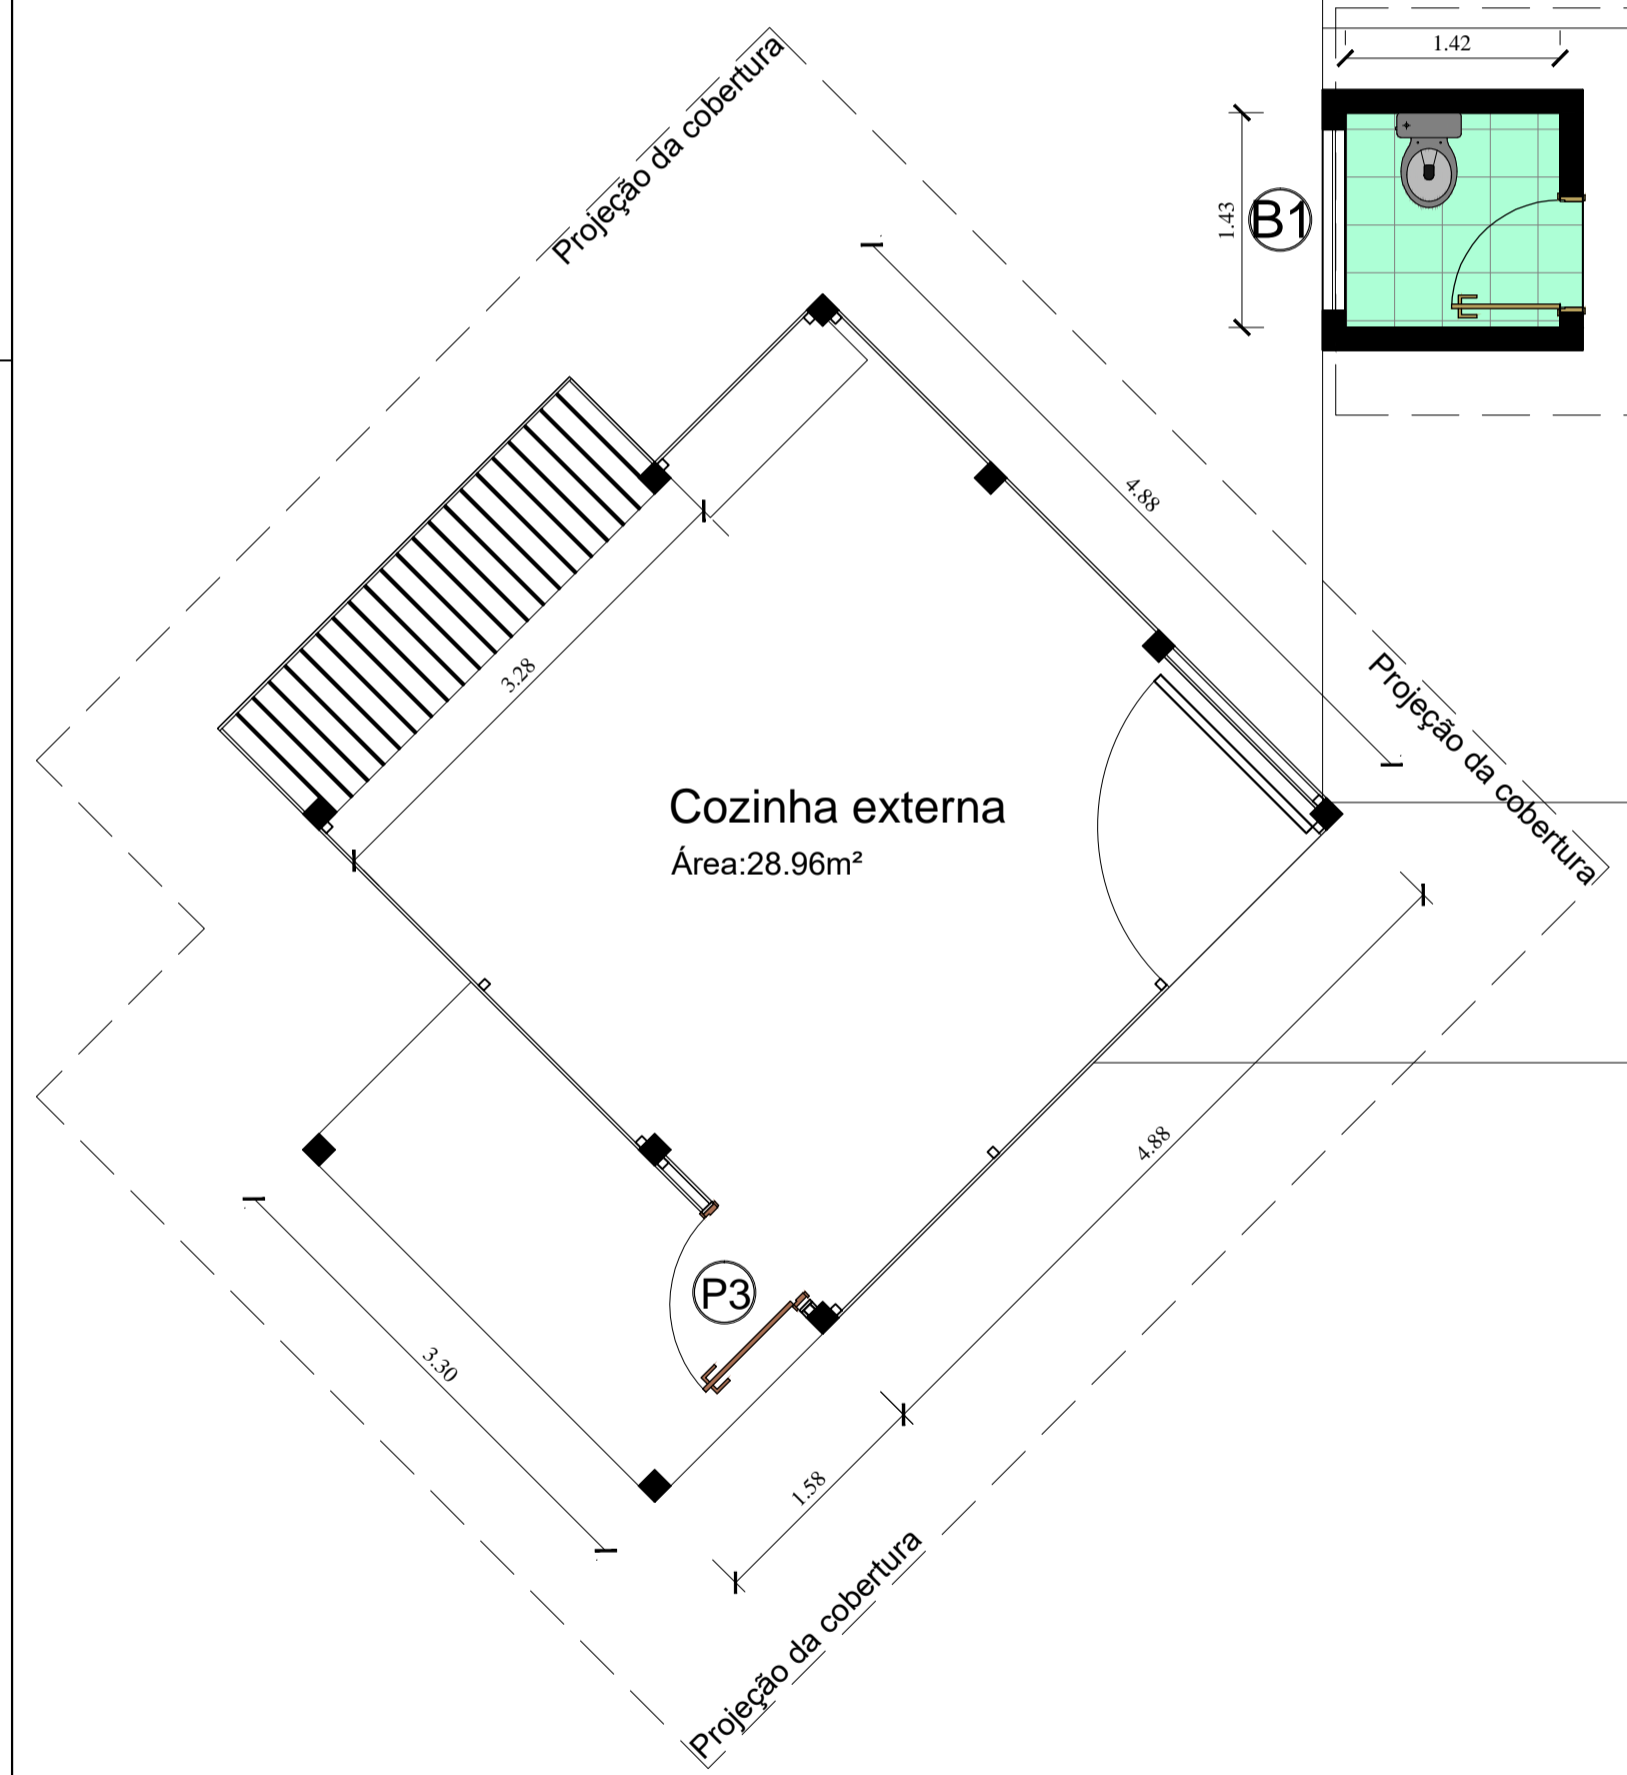 1.42
Projeção da cobertura
1.43
B1
4.88
3.28
Projeção da cobertura
Cozinha externa
Área:28.96m²
4.88
P3
3.30
1.58
Projeção da cobertura